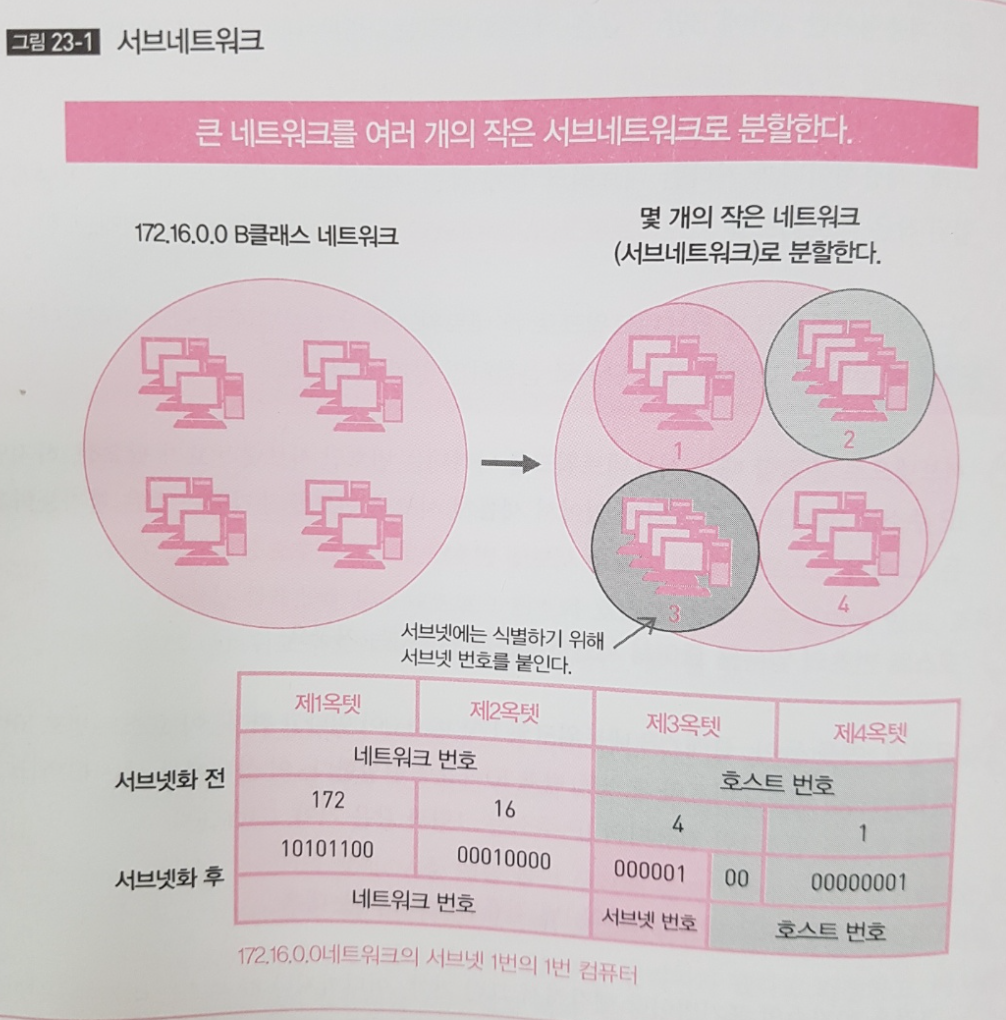 그림 23-1 서브네트워크
큰 네트워크를 여러 개의 작은 서브네트워크로 분할한다.
172.16.0.0 B클래스 네트워크
몇 개의 작은 네트워크
(서브네트워크)로 분할한다.
1
2
3
4
서브넷에는 식별하기 위해
서브넷 번호를 붙인다.
제1옥텟 제2옥텟 제3옥텟 제4옥텟
서브넷화 전 네트워크 번호 호스트 번호
172 16 4 1
서브넷화 후 10101100 00010000 000001 00 00000001
네트워크 번호 서브넷 번호 호스트 번호
172.16.0.0네트워크의 서브넷 1번의 1번 컴퓨터